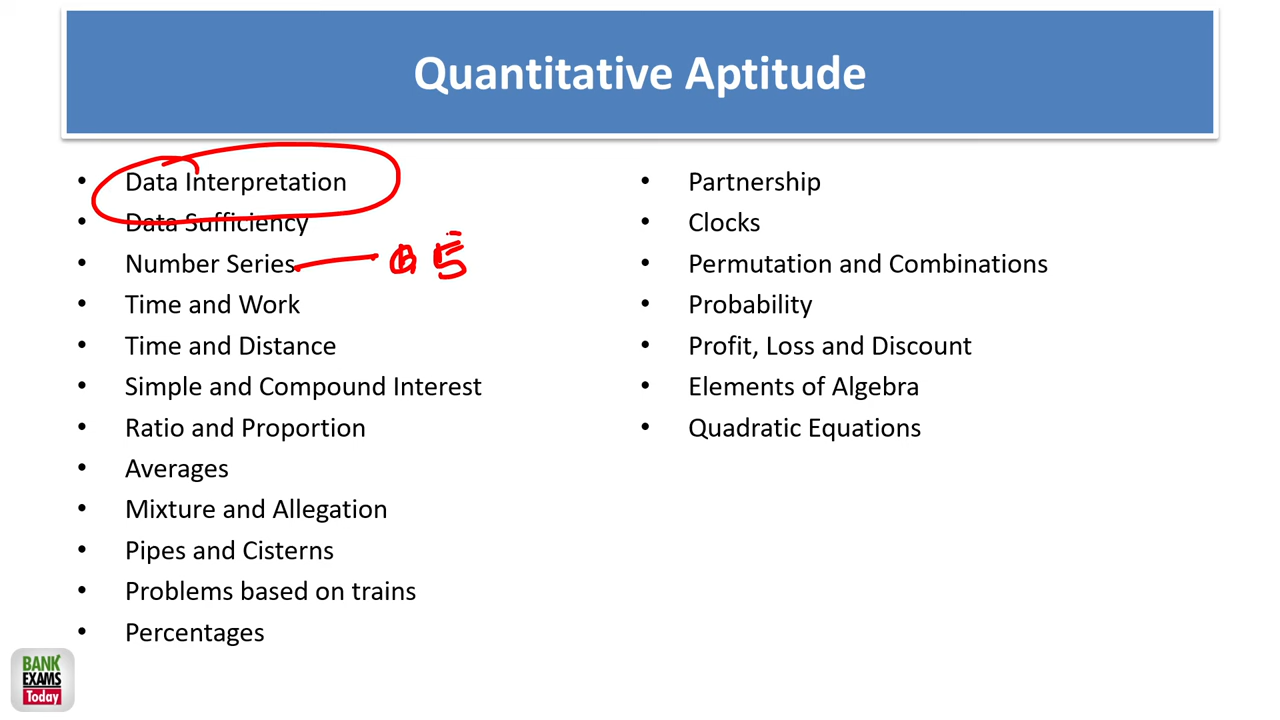 Quantitative Aptitude
• Data Interpretation
• Data Sufficiency
• Number Series 5
• Time and Work
• Time and Distance
• Simple and Compound Interest
• Ratio and Proportion
• Averages
• Mixture and Allegation
• Pipes and Cisterns
• Problems based on trains
• Percentages
• Partnership
• Clocks
• Permutation and Combinations
• Probability
• Profit, Loss and Discount
• Elements of Algebra
• Quadratic Equations
BANK
EXAMS
Today